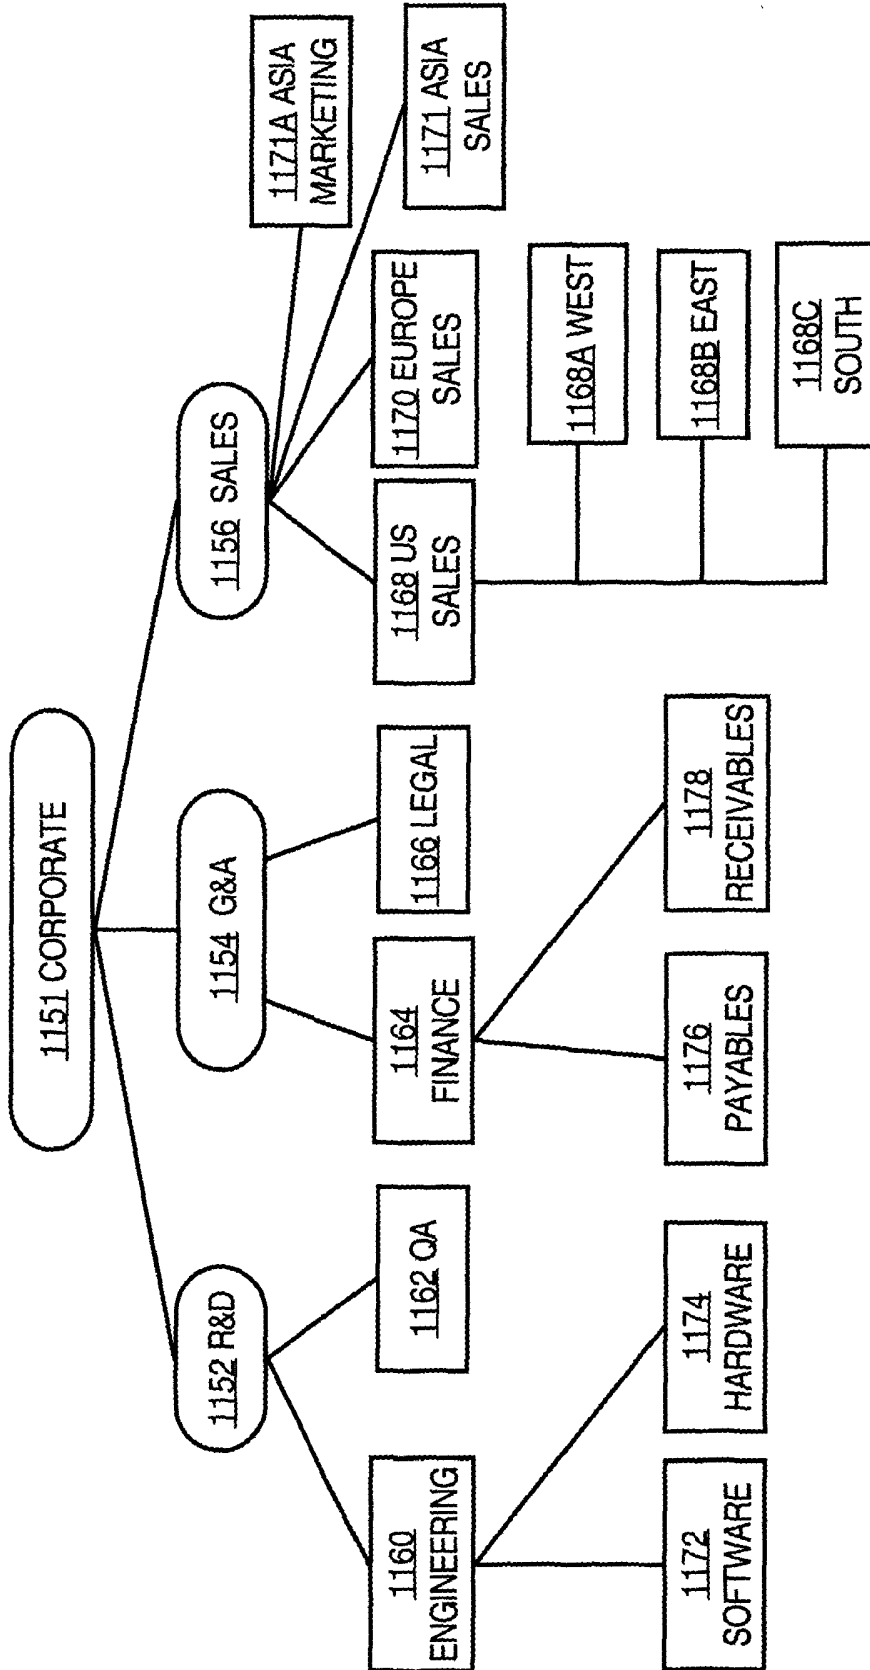 1151 CORPORATE
1152 R&D
1154 G&A
1156 SALES
1160
ENGINEERING
1162 QA
1164
FINANCE
1166 LEGAL
1168 US
SALES
1170 EUROPE
SALES
1171 ASIA
SALES
1171A ASIA
MARKETING
1172
SOFTWARE
1174
HARDWARE
1176
PAYABLES
1178
RECEIVABLES
1168A WEST
1168B EAST
1168C
SOUTH